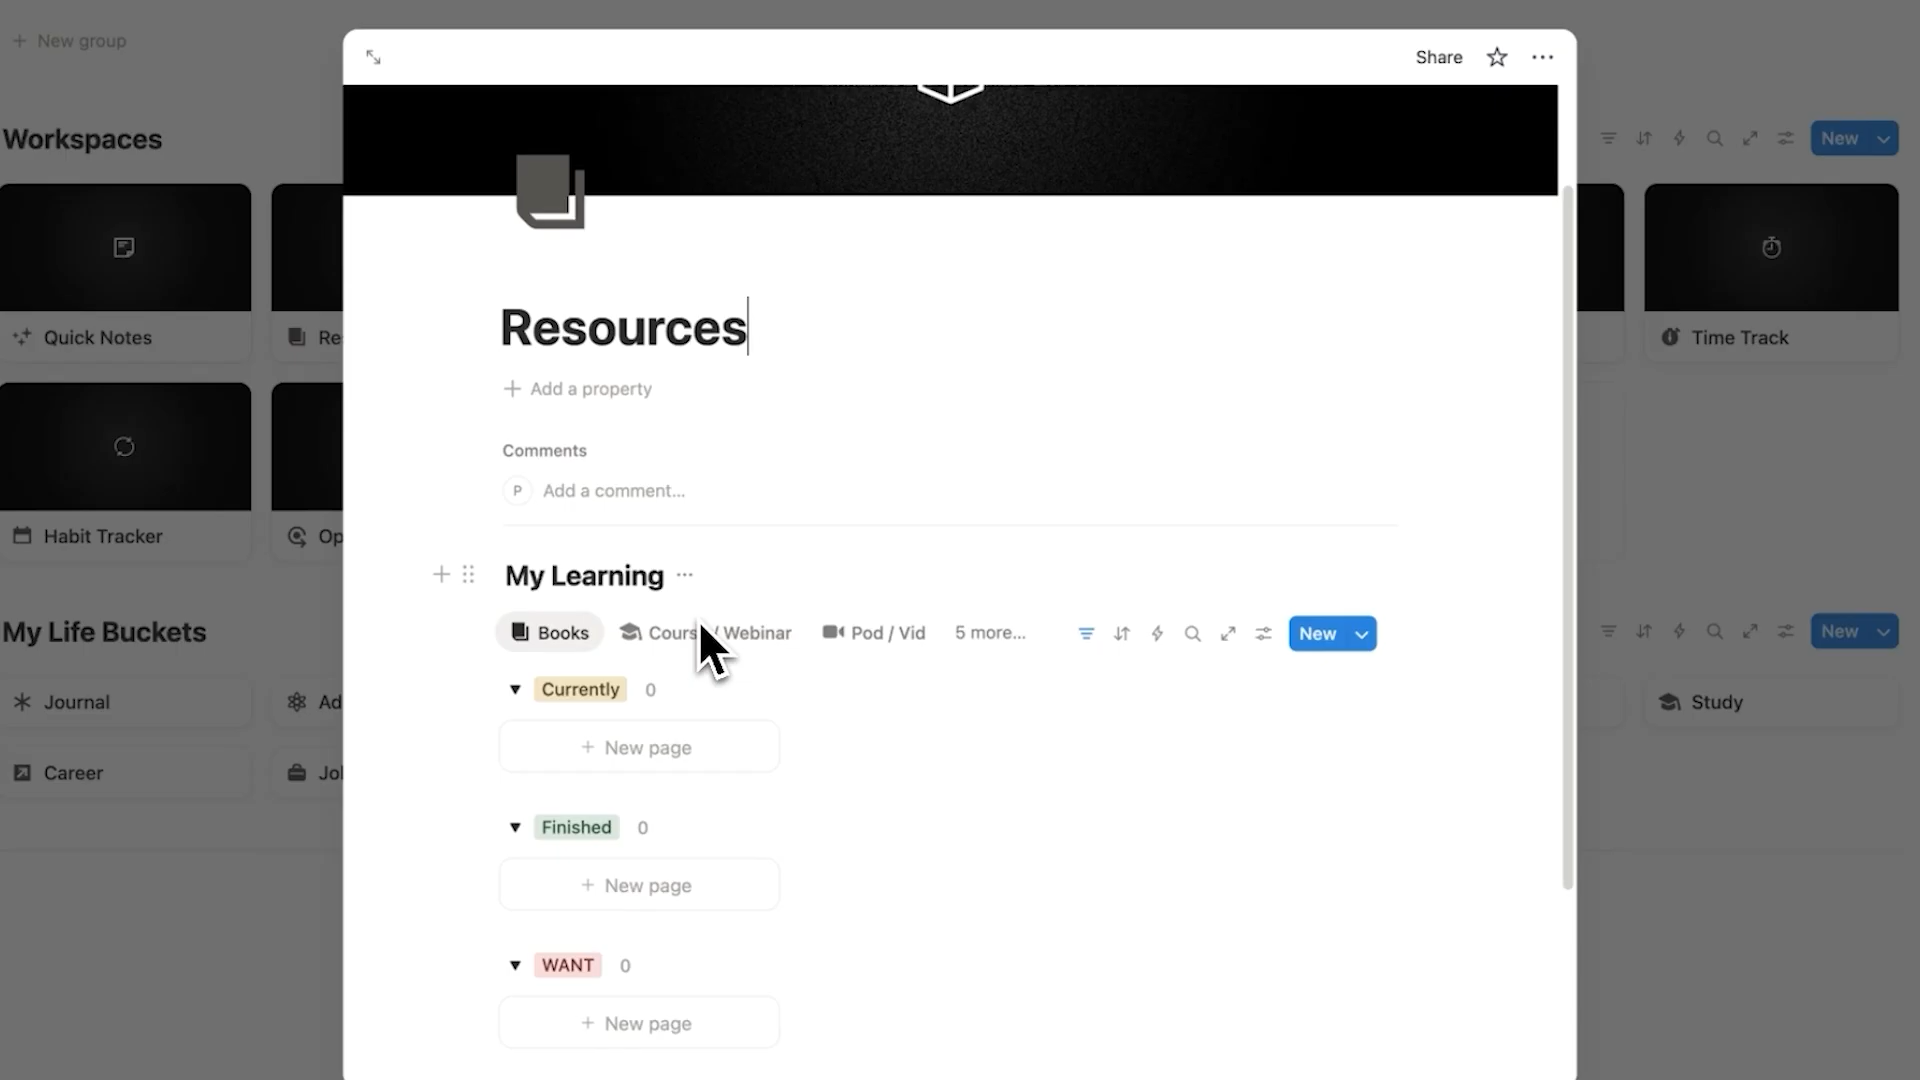 + New group
Share
Workspaces
New
Quick Notes
Re
Time Track
Resources
+ Add a property
Comments
P Add a comment...
Habit Tracker
Op
My Learning
Books
/ Webinar
Pod / Vid
5 more...
New
My Life Buckets
New
Currently 0
+ New page
Journal
Ad
Study
Career
Jol
Finished 0
+ New page
WANT 0
+ New page